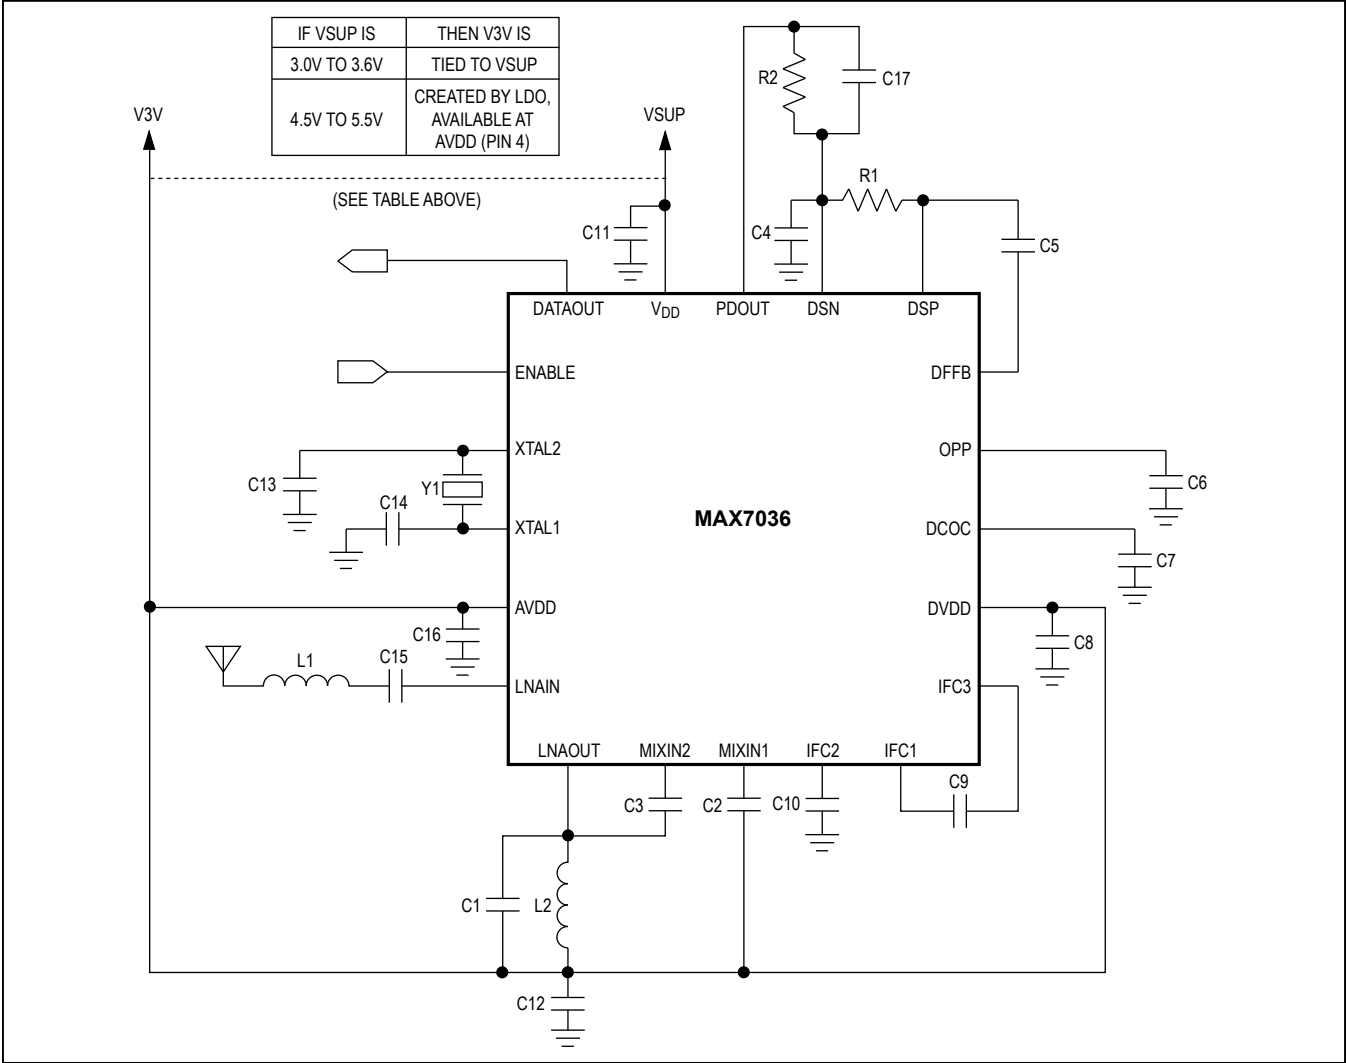 IF VSUP IS THEN V3V IS
3.0V TO 3.6V TIED TO VSUP
4.5V TO 5.5V CREATED BY LDO,
AVAILABLE AT
AVDD (PIN 4)
V3V
VSUP
(SEE TABLE ABOVE)
R2
C17
R1
C11
C4
C5
DATAOUT
VDD
PDOUT
DSN
DSP
ENABLE
DFFB
XTAL2
OPP
C13
Y1
C6
C14
MAX7036
XTAL1
DCOC
C7
AVDD
DVDD
C16
C8
L1
C15
LNAIN
IFC3
LNAOUT
MIXIN2
MIXIN1
IFC2
IFC1
C3
C2
C10
C9
C1
L2
C12